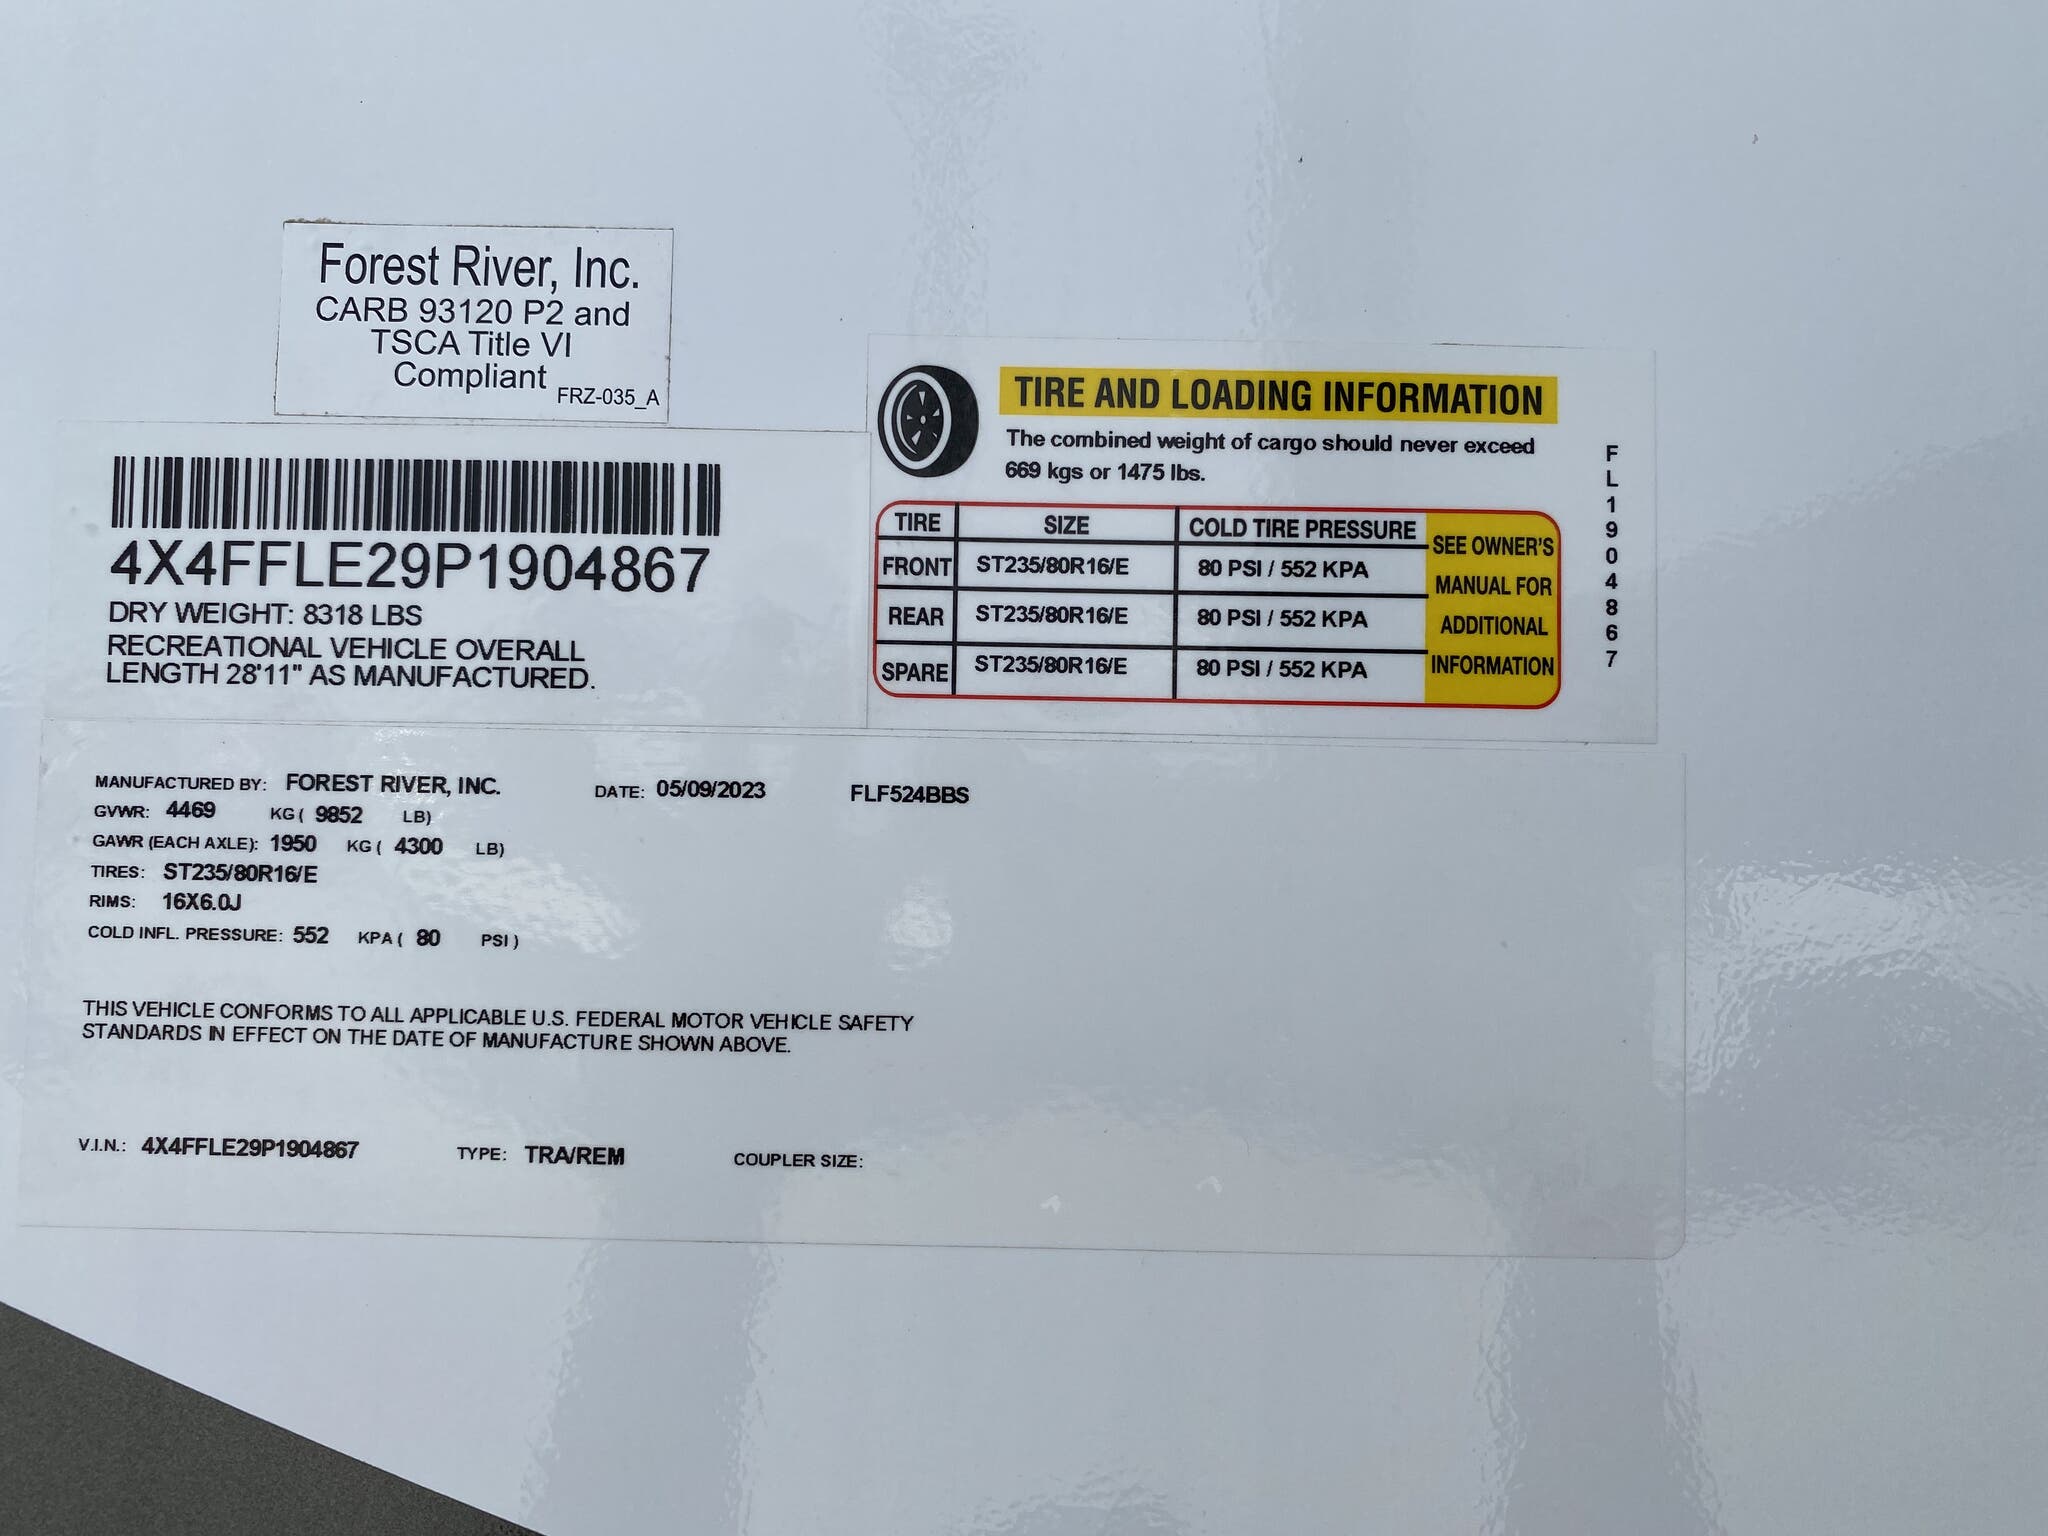 Forest River, Inc.
CARB 93120 P2 and
TSCA Title VI
Compliant FRZ-035_A
4X4FFLE29P1904867
DRY WEIGHT: 8318 LBS
RECREATIONAL VEHICLE OVERALL
LENGTH 28'11" AS MANUFACTURED.
TIRE AND LOADING INFORMATION
The combined weight of cargo should never exceed
669 kgs or 1475 lbs.
TIRE SIZE COLD TIRE PRESSURE
FRONT ST235/80R16/E 80 PSI / 552 KPA
REAR ST235/80R16/E 80 PSI / 552 KPA
SPARE ST235/80R16/E 80 PSI / 552 KPA
SEE OWNER'S
MANUAL FOR
ADDITIONAL
INFORMATION
FL1904867
MANUFACTURED BY: FOREST RIVER, INC. DATE: 05/09/2023 FLF524BBS
GVWR: 4469 KG ( 9852 LB)
GAWR (EACH AXLE): 1950 KG ( 4300 LB)
TIRES: ST235/80R16/E
RIMS: 16X6.0J
COLD INFL. PRESSURE: 552 KPA ( 80 PSI )
THIS VEHICLE CONFORMS TO ALL APPLICABLE U.S. FEDERAL MOTOR VEHICLE SAFETY
STANDARDS IN EFFECT ON THE DATE OF MANUFACTURE SHOWN ABOVE.
V.I.N.: 4X4FFLE29P1904867 TYPE: TRA/REM COUPLER SIZE: